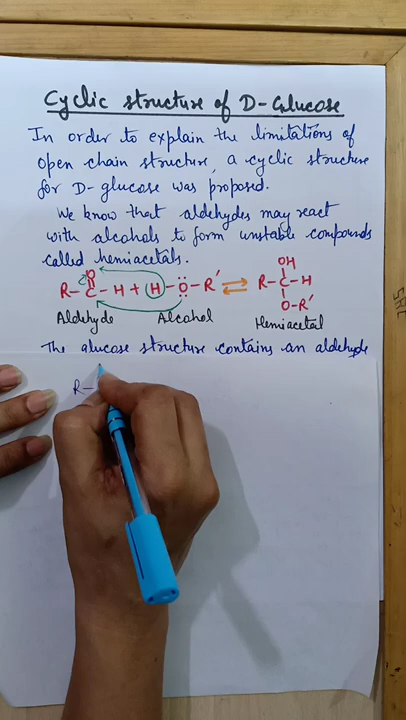 Cyclic structure of D-Glucose
In order to explain the limitations of
open chain structure, a cyclic structure
for D-glucose was proposed.
We know that aldehydes may react
with alcohols to form unstable compounds
called hemiacetals.
OH
O
R-C-H + H-Ö-R' ⇌ R-C-H
O-R'
Aldehyde Alcohol Hemiacetal
The glucose structure contains an aldehyde
R-